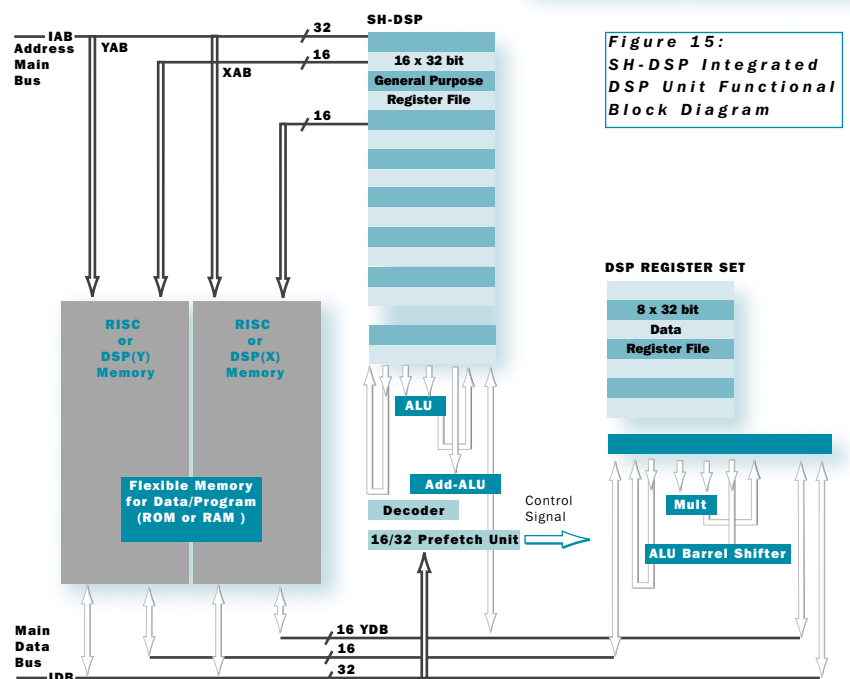 SH-DSP
IAB
32
Address
Main
Bus
YAB
XAB
16
16
16 x 32 bit
General Purpose
Register File
Figure 15:
SH-DSP Integrated
DSP Unit Functional
Block Diagram
DSP REGISTER SET
8 x 32 bit
Data
Register File
RISC
or
DSP(Y)
Memory
RISC
or
DSP(X)
Memory
Flexible Memory
for Data/Program
(ROM or RAM )
ALU
Add-ALU
Decoder
16/32 Prefetch Unit
Control
Signal
Mult
ALU Barrel Shifter
Main
Data
Bus
IDB
16 YDB
16
32